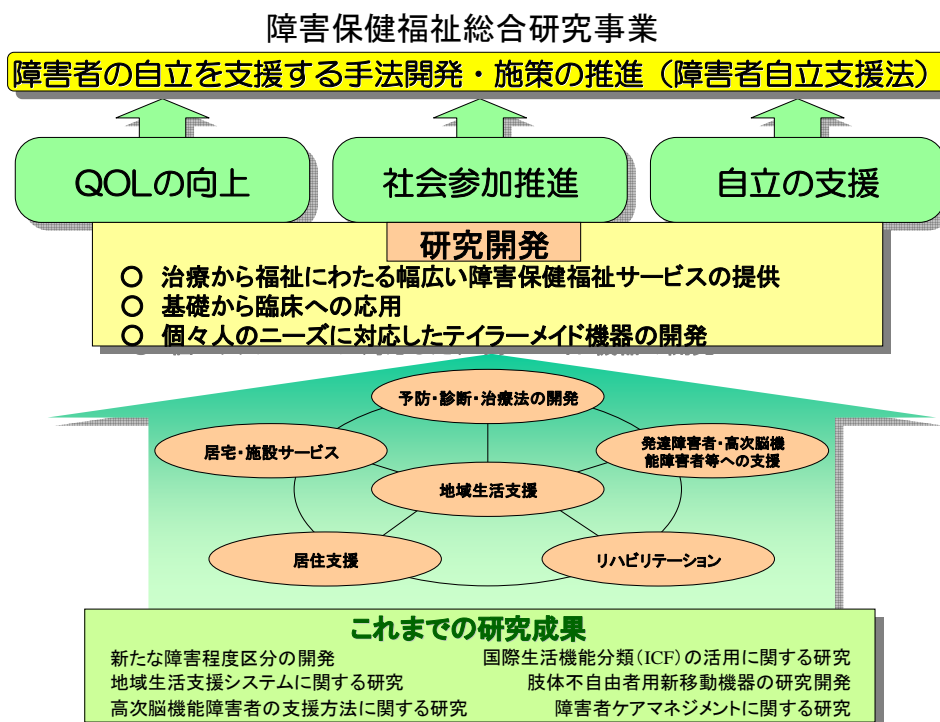 障害保健福祉総合研究事業
障害者の自立を支援する手法開発・施策の推進（障害者自立支援法）
QOLの向上
社会参加推進
自立の支援
研究開発
○ 治療から福祉にわたる幅広い障害保健福祉サービスの提供
○ 基礎から臨床への応用
○ 個々人のニーズに対応したテイラーメイド機器の開発
予防・診断・治療法の開発
居宅・施設サービス
発達障害者・高次脳機
能障害者等への支援
地域生活支援
居住支援
リハビリテーション
これまでの研究成果
新たな障害程度区分の開発
国際生活機能分類（ICF）の活用に関する研究
地域生活支援システムに関する研究
肢体不自由者用新移動機器の研究開発
高次脳機能障害者の支援方法に関する研究
障害者ケアマネジメントに関する研究